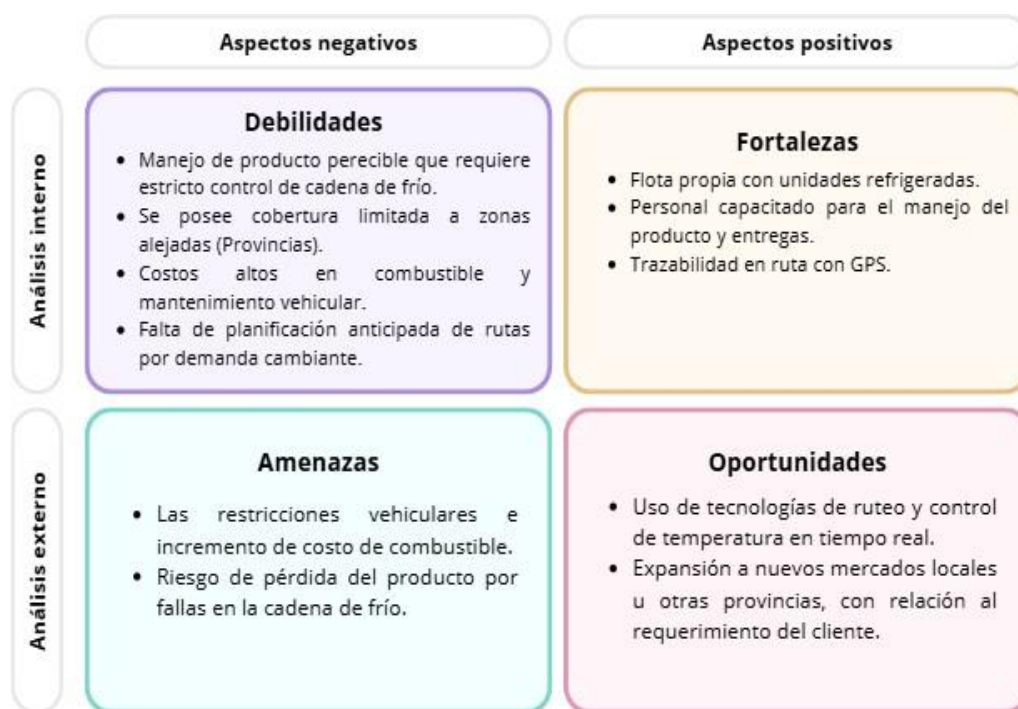 Aspectos negativos
Aspectos positivos
Análisis interno
Debilidades
• Manejo de producto perecible que requiere
estricto control de cadena de frío.
• Se posee cobertura limitada a zonas
alejadas (Provincias).
• Costos altos en combustible y
mantenimiento vehicular.
• Falta de planificación anticipada de rutas
por demanda cambiante.
Fortalezas
• Flota propia con unidades refrigeradas.
• Personal capacitado para el manejo del
producto y entregas.
• Trazabilidad en ruta con GPS.
Análisis externo
Amenazas
• Las restricciones vehiculares e
incremento de costo de combustible.
• Riesgo de pérdida del producto por
fallas en la cadena de frío.
Oportunidades
• Uso de tecnologías de ruteo y control
de temperatura en tiempo real.
• Expansión a nuevos mercados locales
u otras provincias, con relación al
requerimiento del cliente.